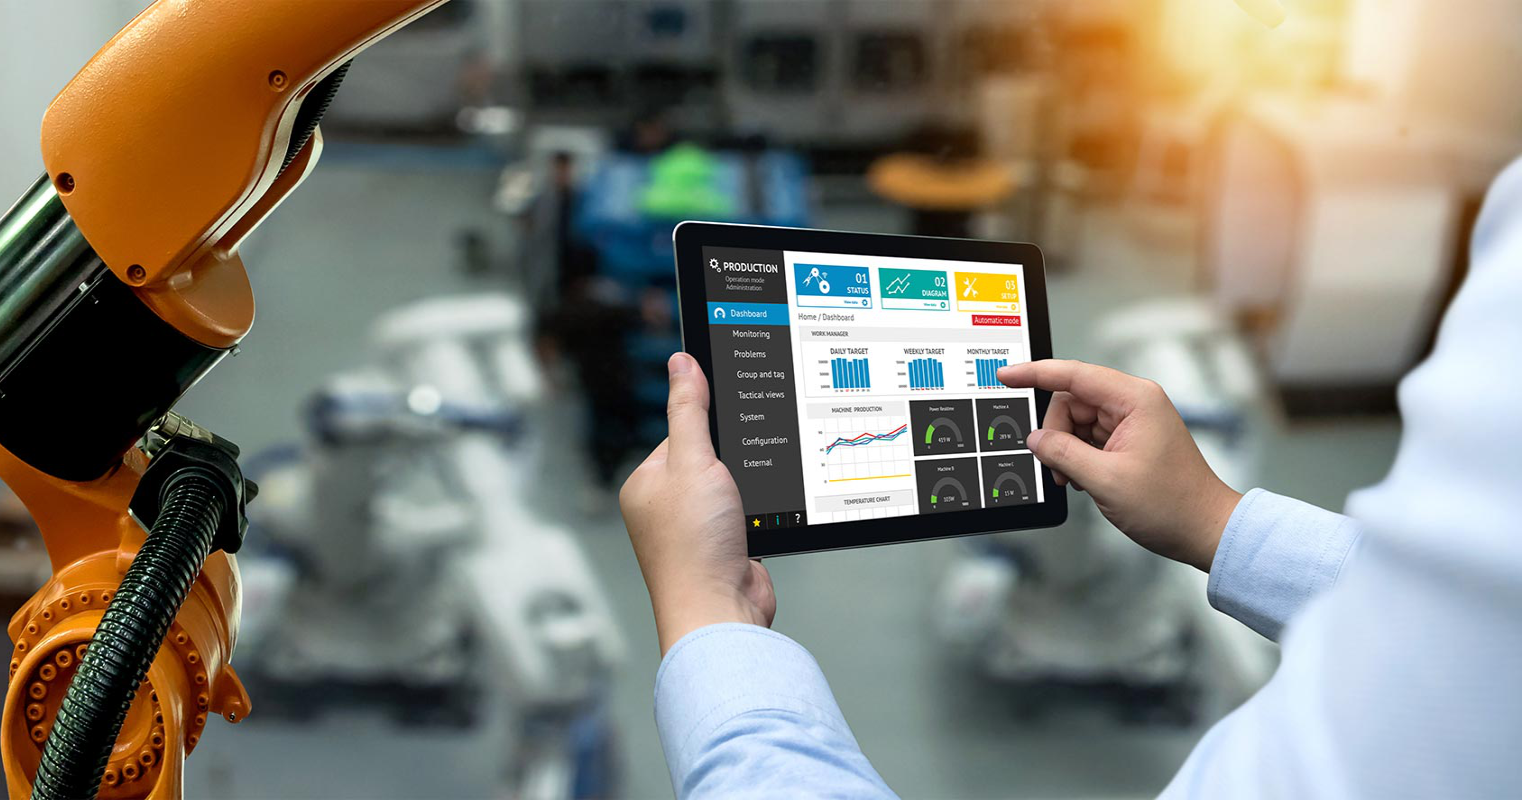 PRODUCTION
Operation mode
Administration
Dashboard
Monitoring
Problems
Group and tag
Tactical views
System
Configuration
External
?
01
STATUS
02
DIAGRAM
03
SETUP
Home / Dashboard
Automatic mode
WORK MANAGER
DAILY TARGET
WEEKLY TARGET
MONTHLY TARGET
MACHINE PRODUCTION
Power Realtime
Machine A
Machine B
Machine C
TEMPERATURE CHART